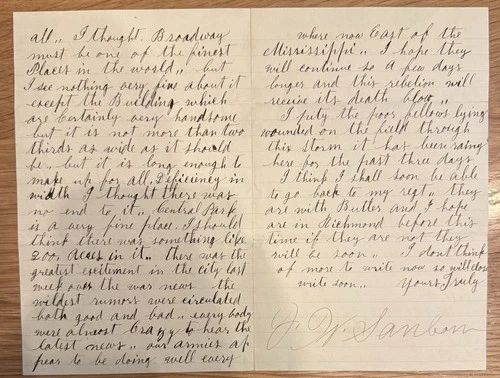 all„ I thought Broadway
must be one of the finest
Places in the world„ but
I see nothing very fine about it
except the Building which
are certainly very handsome
but it is not more than two
thirds as wide as it should
be„ but it is long enough to
make up for all Deficiney in
width I thought there was
no end to it„ Central Park
is a very fine place. I should
think there was something like
200, Acres in it„ there was the
greatest excitement in the city last
week over the war news the
wildest rumors were circulated
both good and bad„ every body
were almost Crazy to hear the
latest news„ our armies ap
pear to be doing well every
where now East of the
Mississippi„ I hope they
will continue so a few days
longer and this rebelion will
receive its death blow„
I pity the poor fellows lying
wounded on the field through
this storm it has been raing
here for the past three days
I think I shall soon be able
to go back to my regt„ they
are with Butler and I hope
are in Richmond before this
time if they are not they
will be soon„ I dont think
of more to write now so will close
write soon„ Yours Truly
J W Sanborn